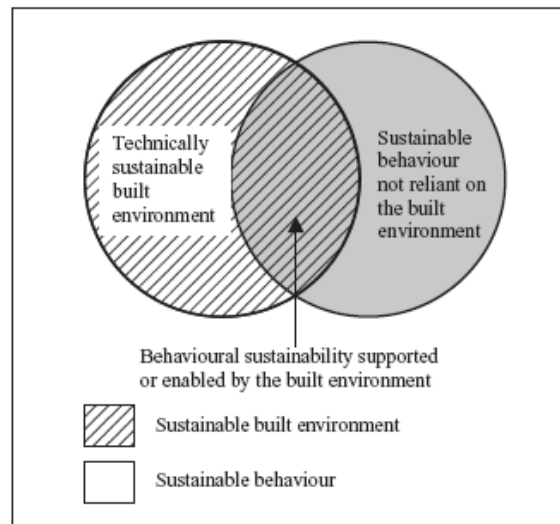 Technically
sustainable
built
environment
Sustainable
behaviour
not reliant on
the built
environment
Behavioural sustainability supported
or enabled by the built environment
Sustainable built environment
Sustainable behaviour